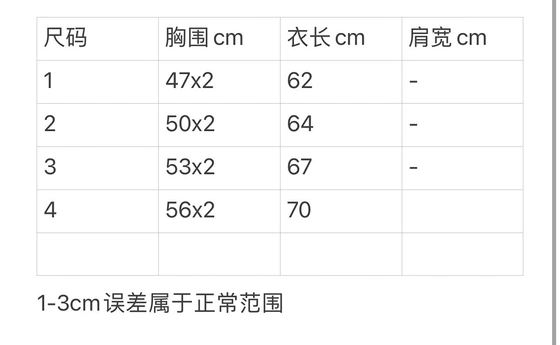 尺码 胸围 cm 衣长 cm 肩宽 cm
1 47x2 62 -
2 50x2 64 -
3 53x2 67 -
4 56x2 70
1-3cm误差属于正常范围